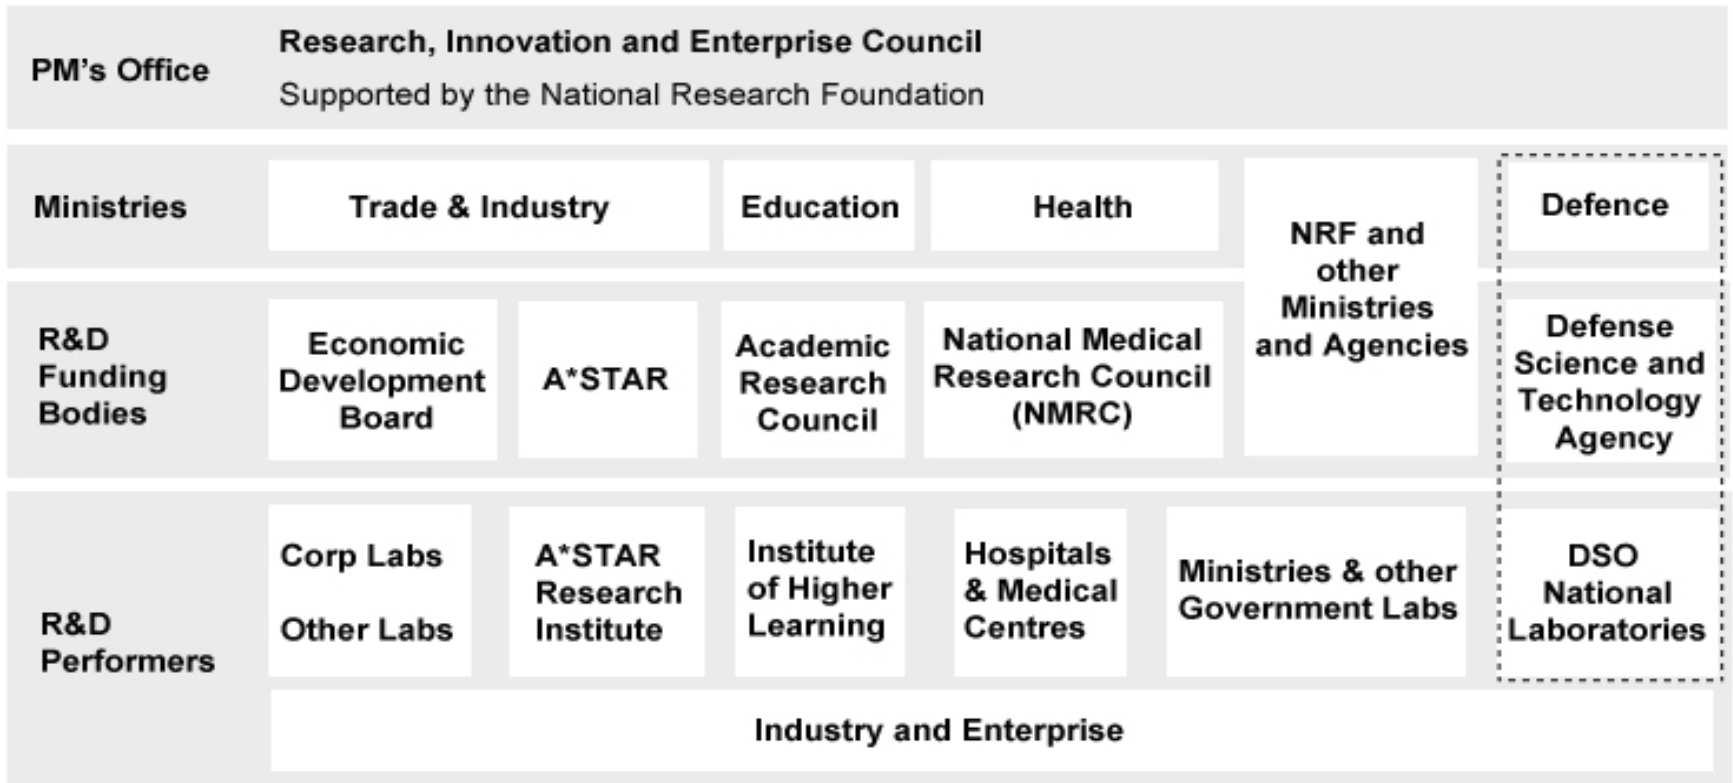 PM's Office
Research, Innovation and Enterprise Council
Supported by the National Research Foundation
Ministries
Trade & Industry
Education
Health
NRF and
other
Ministries
and Agencies
Defence
R&D
Funding
Bodies
Economic
Development
Board
A*STAR
Academic
Research
Council
National Medical
Research Council
(NMRC)
Defense
Science and
Technology
Agency
R&D
Performers
Corp Labs
Other Labs
A*STAR
Research
Institute
Institute
of Higher
Learning
Hospitals
& Medical
Centres
Ministries & other
Government Labs
DSO
National
Laboratories
Industry and Enterprise